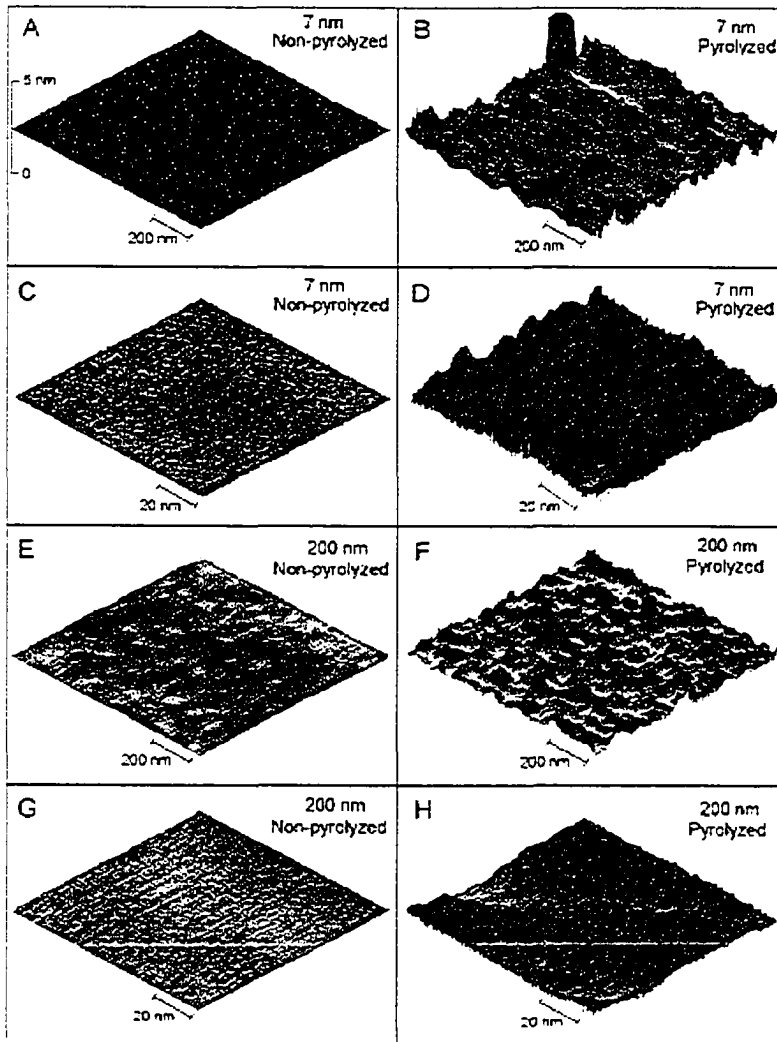 A
7 nm
Non-pyrolyzed
5 nm
0
200 nm
B
7 nm
Pyrolyzed
200 nm
C
7 nm
Non-pyrolyzed
20 nm
D
7 nm
Pyrolyzed
20 nm
E
200 nm
Non-pyrolyzed
200 nm
F
200 nm
Pyrolyzed
200 nm
G
200 nm
Non-pyrolyzed
20 nm
H
200 nm
Pyrolyzed
20 nm